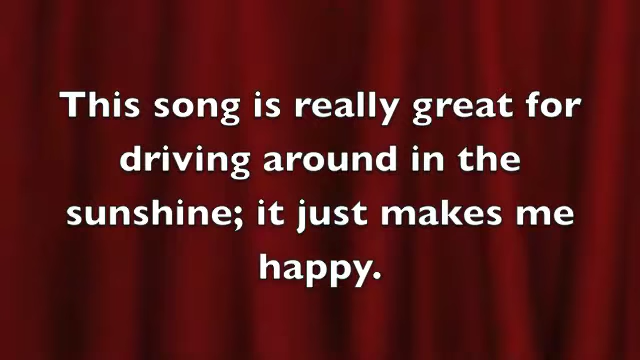 This song is really great for
driving around in the
sunshine; it just makes me
happy.